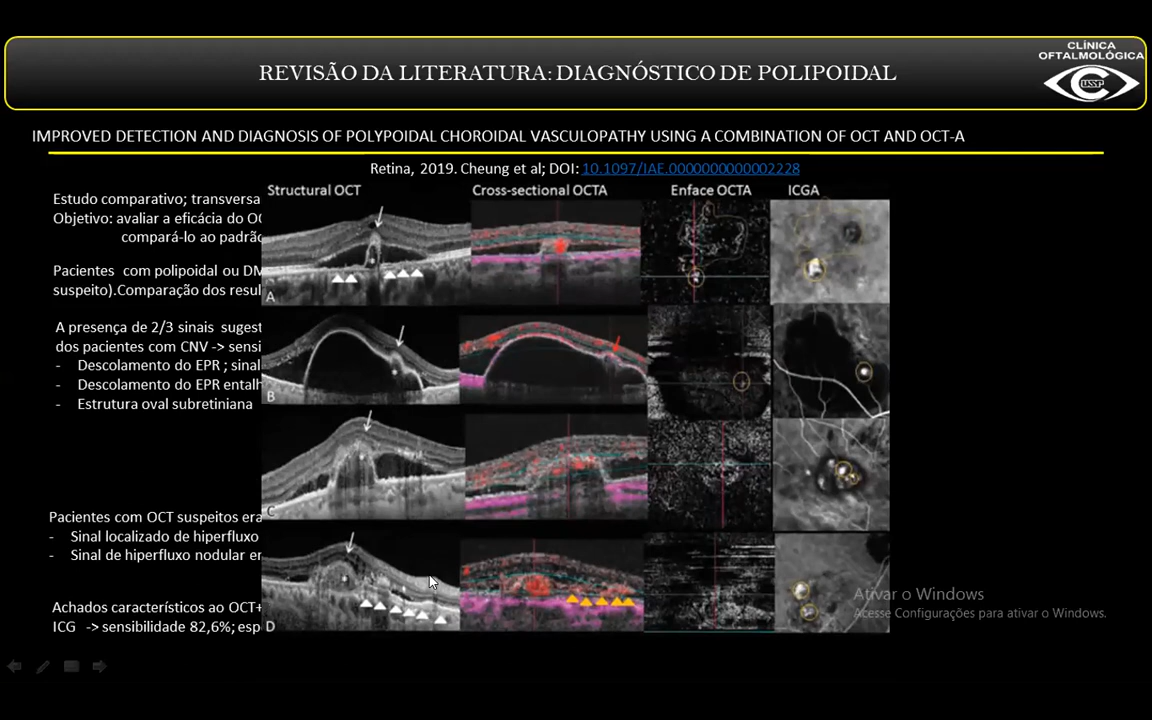 CLÍNICA
OFTALMOLÓGICA
USSP
REVISÃO DA LITERATURA: DIAGNÓSTICO DE POLIPOIDAL
IMPROVED DETECTION AND DIAGNOSIS OF POLYPOIDAL CHOROIDAL VASCULOPATHY USING A COMBINATION OF OCT AND OCT-A
Retina, 2019. Cheung et al; DOI: 10.1097/IAE.0000000000002228
Structural OCT Cross-sectional OCTA Enface OCTA ICGA
Estudo comparativo; transversa
Objetivo: avaliar a eficácia do
compará-lo ao padrão
Pacientes com polipoidal ou
suspeito).Comparação dos resul
A presença de 2/3 sinais sugest
dos pacientes com CNV -> sensi
- Descolamento do EPR ; sinal
- Descolamento do EPR ental
- Estrutura oval subretiniana
Pacientes com OCT suspeitos era
- Sinal localizado de hiperfluxo
- Sinal de hiperfluxo nodular
Achados característicos ao OCT+
ICG -> sensibilidade 82,6%; esp
A
B
C
D
Ativar o Windows
Acesse Configurações para ativar o Windows.